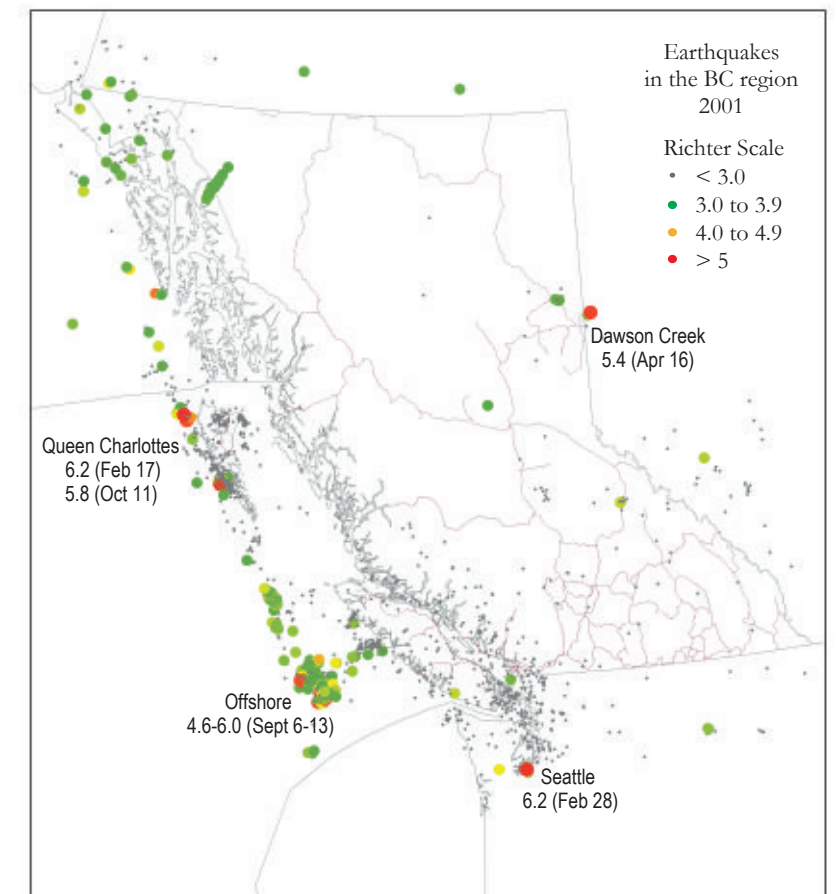 Earthquakes
in the BC region
2001
Richter Scale
< 3.0
3.0 to 3.9
4.0 to 4.9
> 5
Dawson Creek
5.4 (Apr 16)
Queen Charlottes
6.2 (Feb 17)
5.8 (Oct 11)
Offshore
4.6-6.0 (Sept 6-13)
Seattle
6.2 (Feb 28)